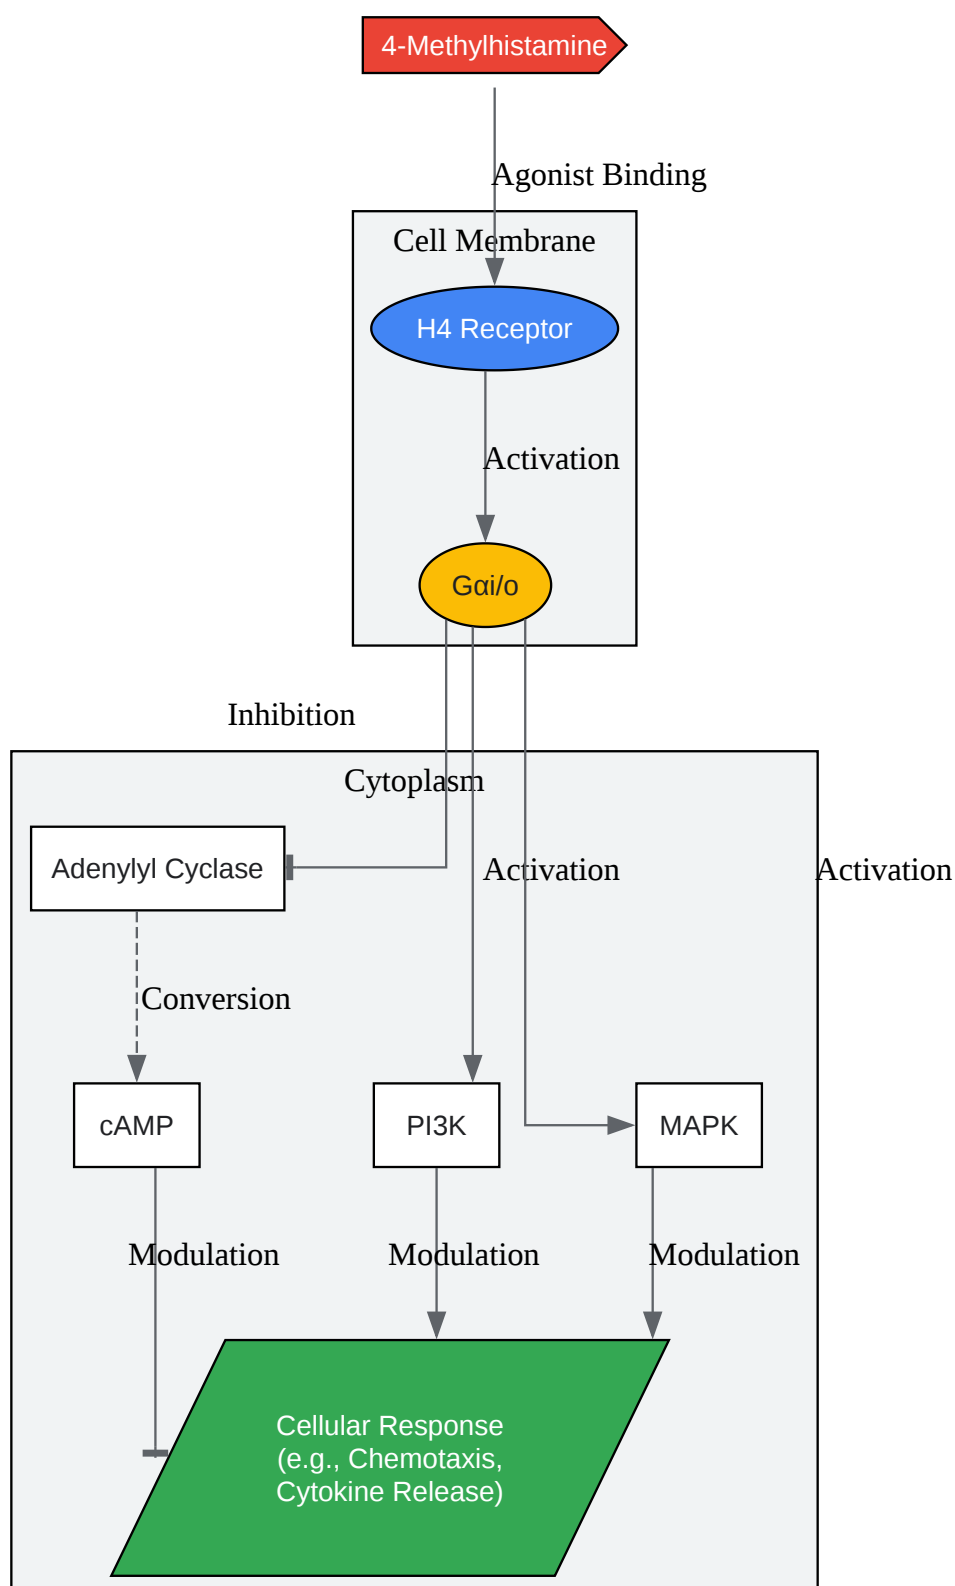 4-Methylhistamine
Agonist Binding
Cell Membrane
H4 Receptor
Activation
Gαi/o
Inhibition
Cytoplasm
Adenylyl Cyclase
Activation
Activation
Conversion
cAMP
PI3K
MAPK
Modulation
Modulation
Modulation
Cellular Response
(e.g., Chemotaxis,
Cytokine Release)